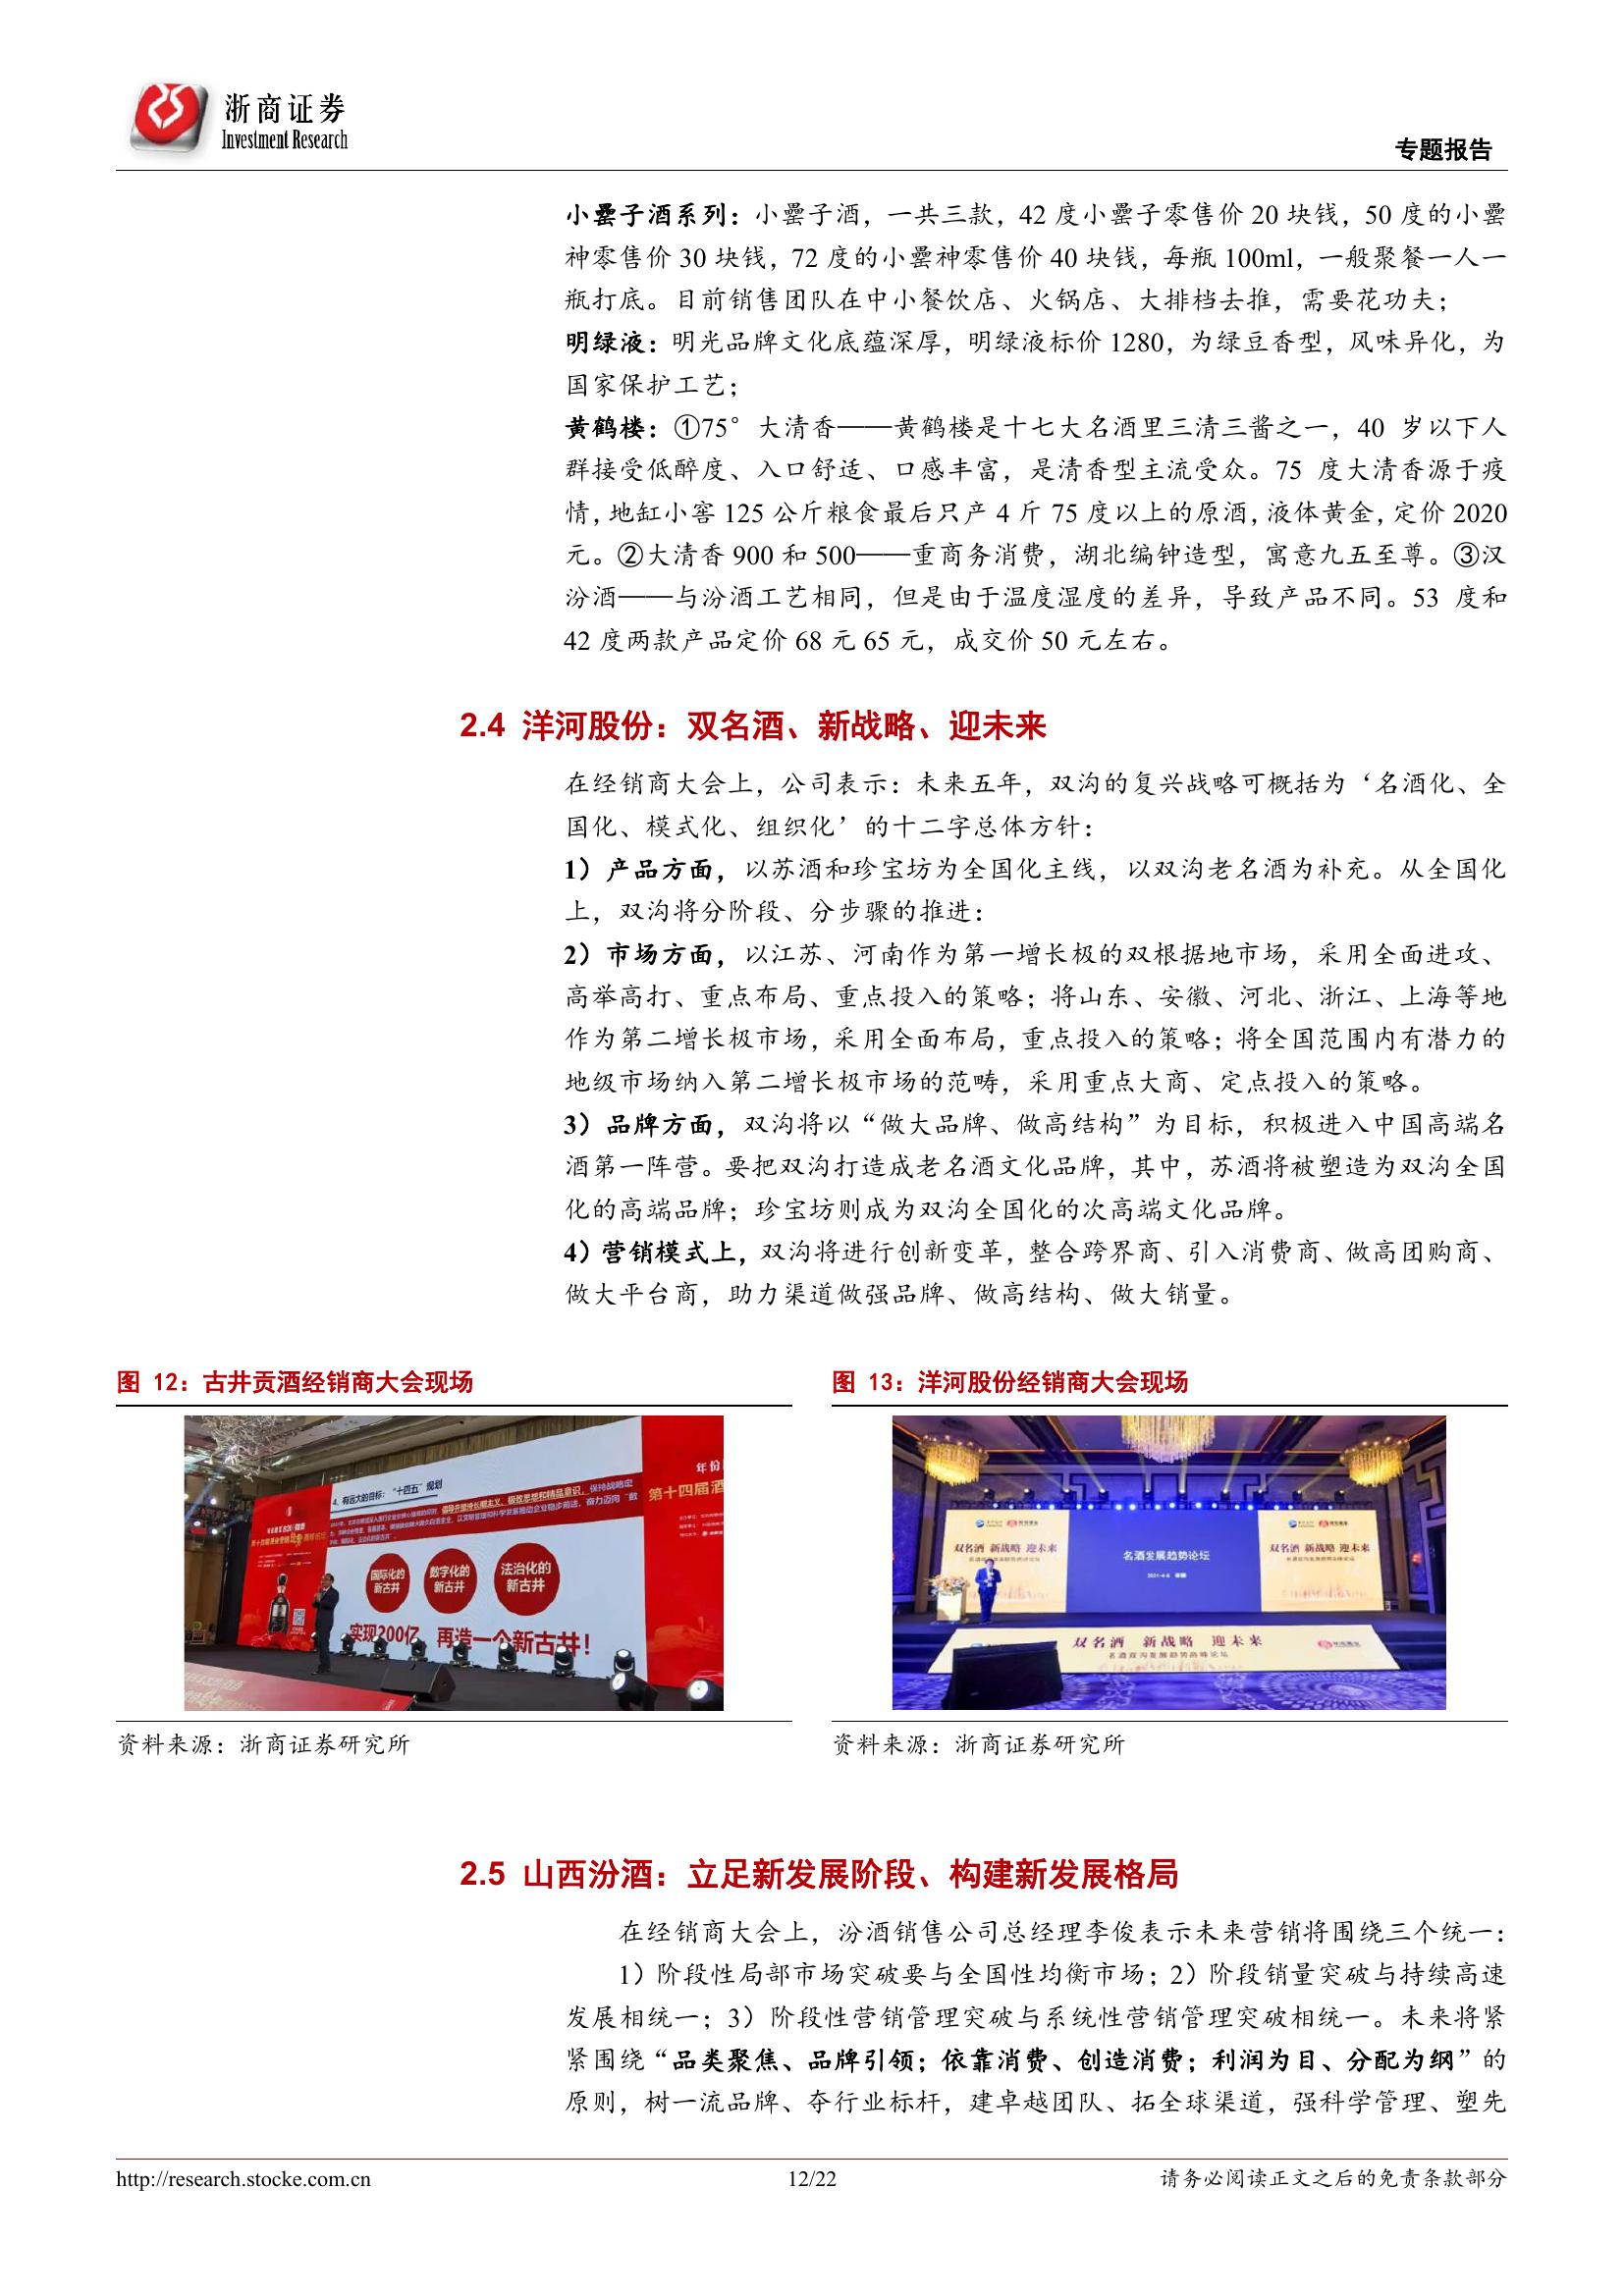 浙商证券
Investment Research
专题报告
小罍子酒系列：小罍子酒，一共三款，42 度小罍子零售价 20 块钱，50 度的小罍
神零售价 30 块钱，72 度的小罍神零售价 40 块钱，每瓶 100ml，一般聚餐一人一
瓶打底。目前销售团队在中小餐饮店、火锅店、大排档去推，需要花功夫；
明绿液：明光品牌文化底蕴深厚，明绿液标价 1280，为绿豆香型，风味异化，为
国家保护工艺；
黄鹤楼：①75°大清香——黄鹤楼是十七大名酒里三清三酱之一，40 岁以下人
群接受低醉度、入口舒适、口感丰富，是清香型主流受众。75 度大清香源于疫
情，地缸小窖 125 公斤粮食最后只产 4 斤 75 度以上的原酒，液体黄金，定价 2020
元。②大清香 900 和 500——重商务消费，湖北编钟造型，寓意九五至尊。③汉
汾酒——与汾酒工艺相同，但是由于温度湿度的差异，导致产品不同。53 度和
42 度两款产品定价 68 元 65 元，成交价 50 元左右。
2.4 洋河股份：双名酒、新战略、迎未来
在经销商大会上，公司表示：未来五年，双沟的复兴战略可概括为‘名酒化、全
国化、模式化、组织化’的十二字总体方针：
1）产品方面，以苏酒和珍宝坊为全国化主线，以双沟老名酒为补充。从全国化
上，双沟将分阶段、分步骤的推进：
2）市场方面，以江苏、河南作为第一增长极的双根据地市场，采用全面进攻、
高举高打、重点布局、重点投入的策略；将山东、安徽、河北、浙江、上海等地
作为第二增长极市场，采用全面布局，重点投入的策略；将全国范围内有潜力的
地级市场纳入第二增长极市场的范畴，采用重点大商、定点投入的策略。
3）品牌方面，双沟将以“做大品牌、做高结构”为目标，积极进入中国高端名
酒第一阵营。要把双沟打造成老名酒文化品牌，其中，苏酒将被塑造为双沟全国
化的高端品牌；珍宝坊则成为双沟全国化的次高端文化品牌。
4）营销模式上，双沟将进行创新变革，整合跨界商、引入消费商、做高团购商、
做大平台商，助力渠道做强品牌、做高结构、做大销量。
图 12：古井贡酒经销商大会现场
图 13：洋河股份经销商大会现场
4、有远大的目标：“十四五”规划
年份
第十四届酒
国际化的
新古井
数字化的
新古井
法治化的
新古井
实现200亿 再造一个新古井！
双名酒 新战略 迎未来
名酒发展趋势论坛
双名酒 新战略 迎未来
双名酒 新战略 迎未来
资料来源：浙商证券研究所
资料来源：浙商证券研究所
2.5 山西汾酒：立足新发展阶段、构建新发展格局
在经销商大会上，汾酒销售公司总经理李俊表示未来营销将围绕三个统一：
1）阶段性局部市场突破要与全国性均衡市场；2）阶段销量突破与持续高速
发展相统一；3）阶段性营销管理突破与系统性营销管理突破相统一。未来将紧
紧围绕“品类聚焦、品牌引领；依靠消费、创造消费；利润为目、分配为纲”的
原则，树一流品牌、夺行业标杆，建卓越团队、拓全球渠道，强科学管理、塑先
http://research.stocke.com.cn
12/22
请务必阅读正文之后的免责条款部分